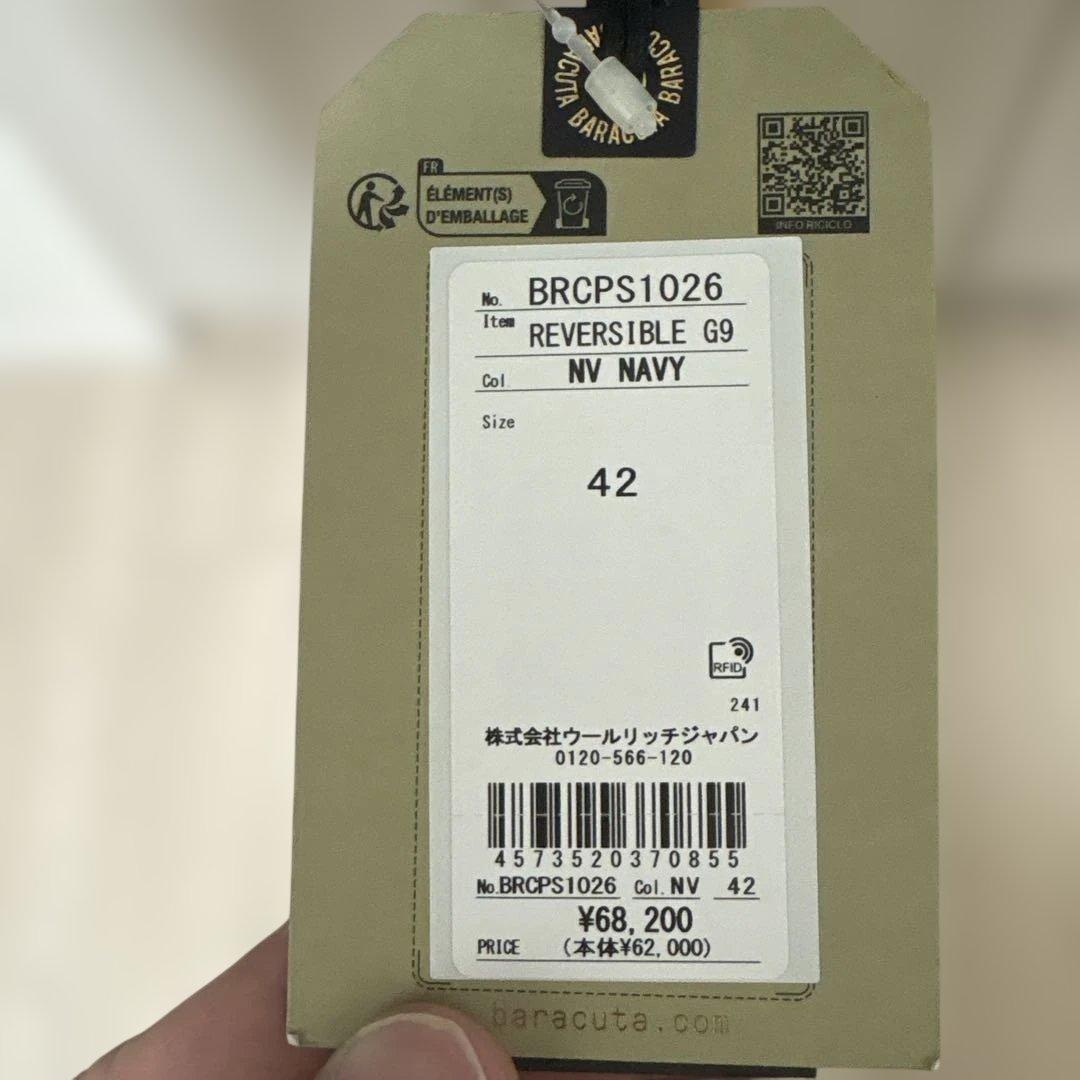 BARACUTA BARACUTA BARACU
FR
ÉLÉMENT(S)
D'EMBALLAGE
INFO RICICLO
No. BRCPS1026
Item REVERSIBLE G9
Col NV NAVY
Size
42
RFID
241
株式会社ウールリッチジャパン
0120-566-120
4573520370855
No.BRCPS1026 Col.NV 42
¥68,200
PRICE (本体¥62,000)
baracuta.com